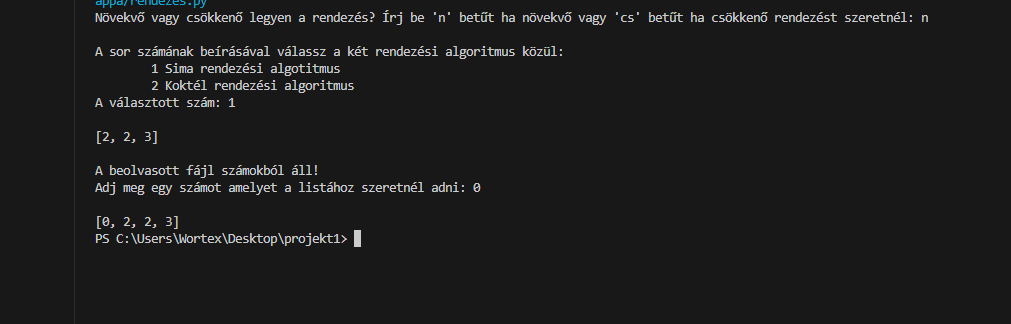 appa/rendezes.py
Növekvő vagy csökkenő legyen a rendezés? Írj be 'n' betűt ha növekvő vagy 'cs' betűt ha csökkenő rendezést szeretnél: n
A sor számának beírásával válassz a két rendezési algoritmus közül:
1 Sima rendezési algotitmus
2 Koktél rendezési algoritmus
A választott szám: 1
[2, 2, 3]
A beolvasott fájl számokból áll!
Adj meg egy számot amelyet a listához szeretnél adni: 0
[0, 2, 2, 3]
PS C:\Users\Wortex\Desktop\projekt1>